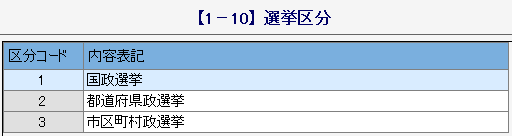 【1－10】選挙区分
区分コード 内容表記
1 国政選挙
2 都道府県政選挙
3 市区町村政選挙